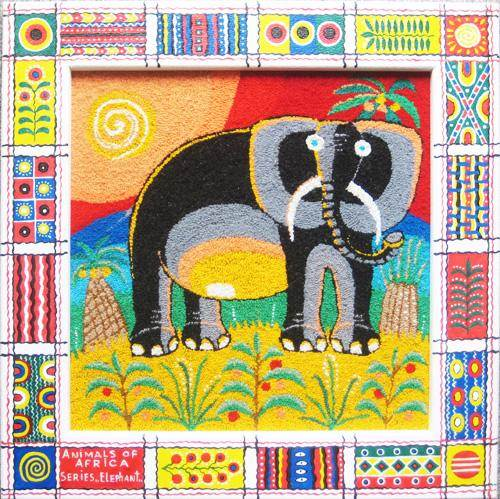 ANIMALS OF
AFRICA
SERIES. ELEPHANT.